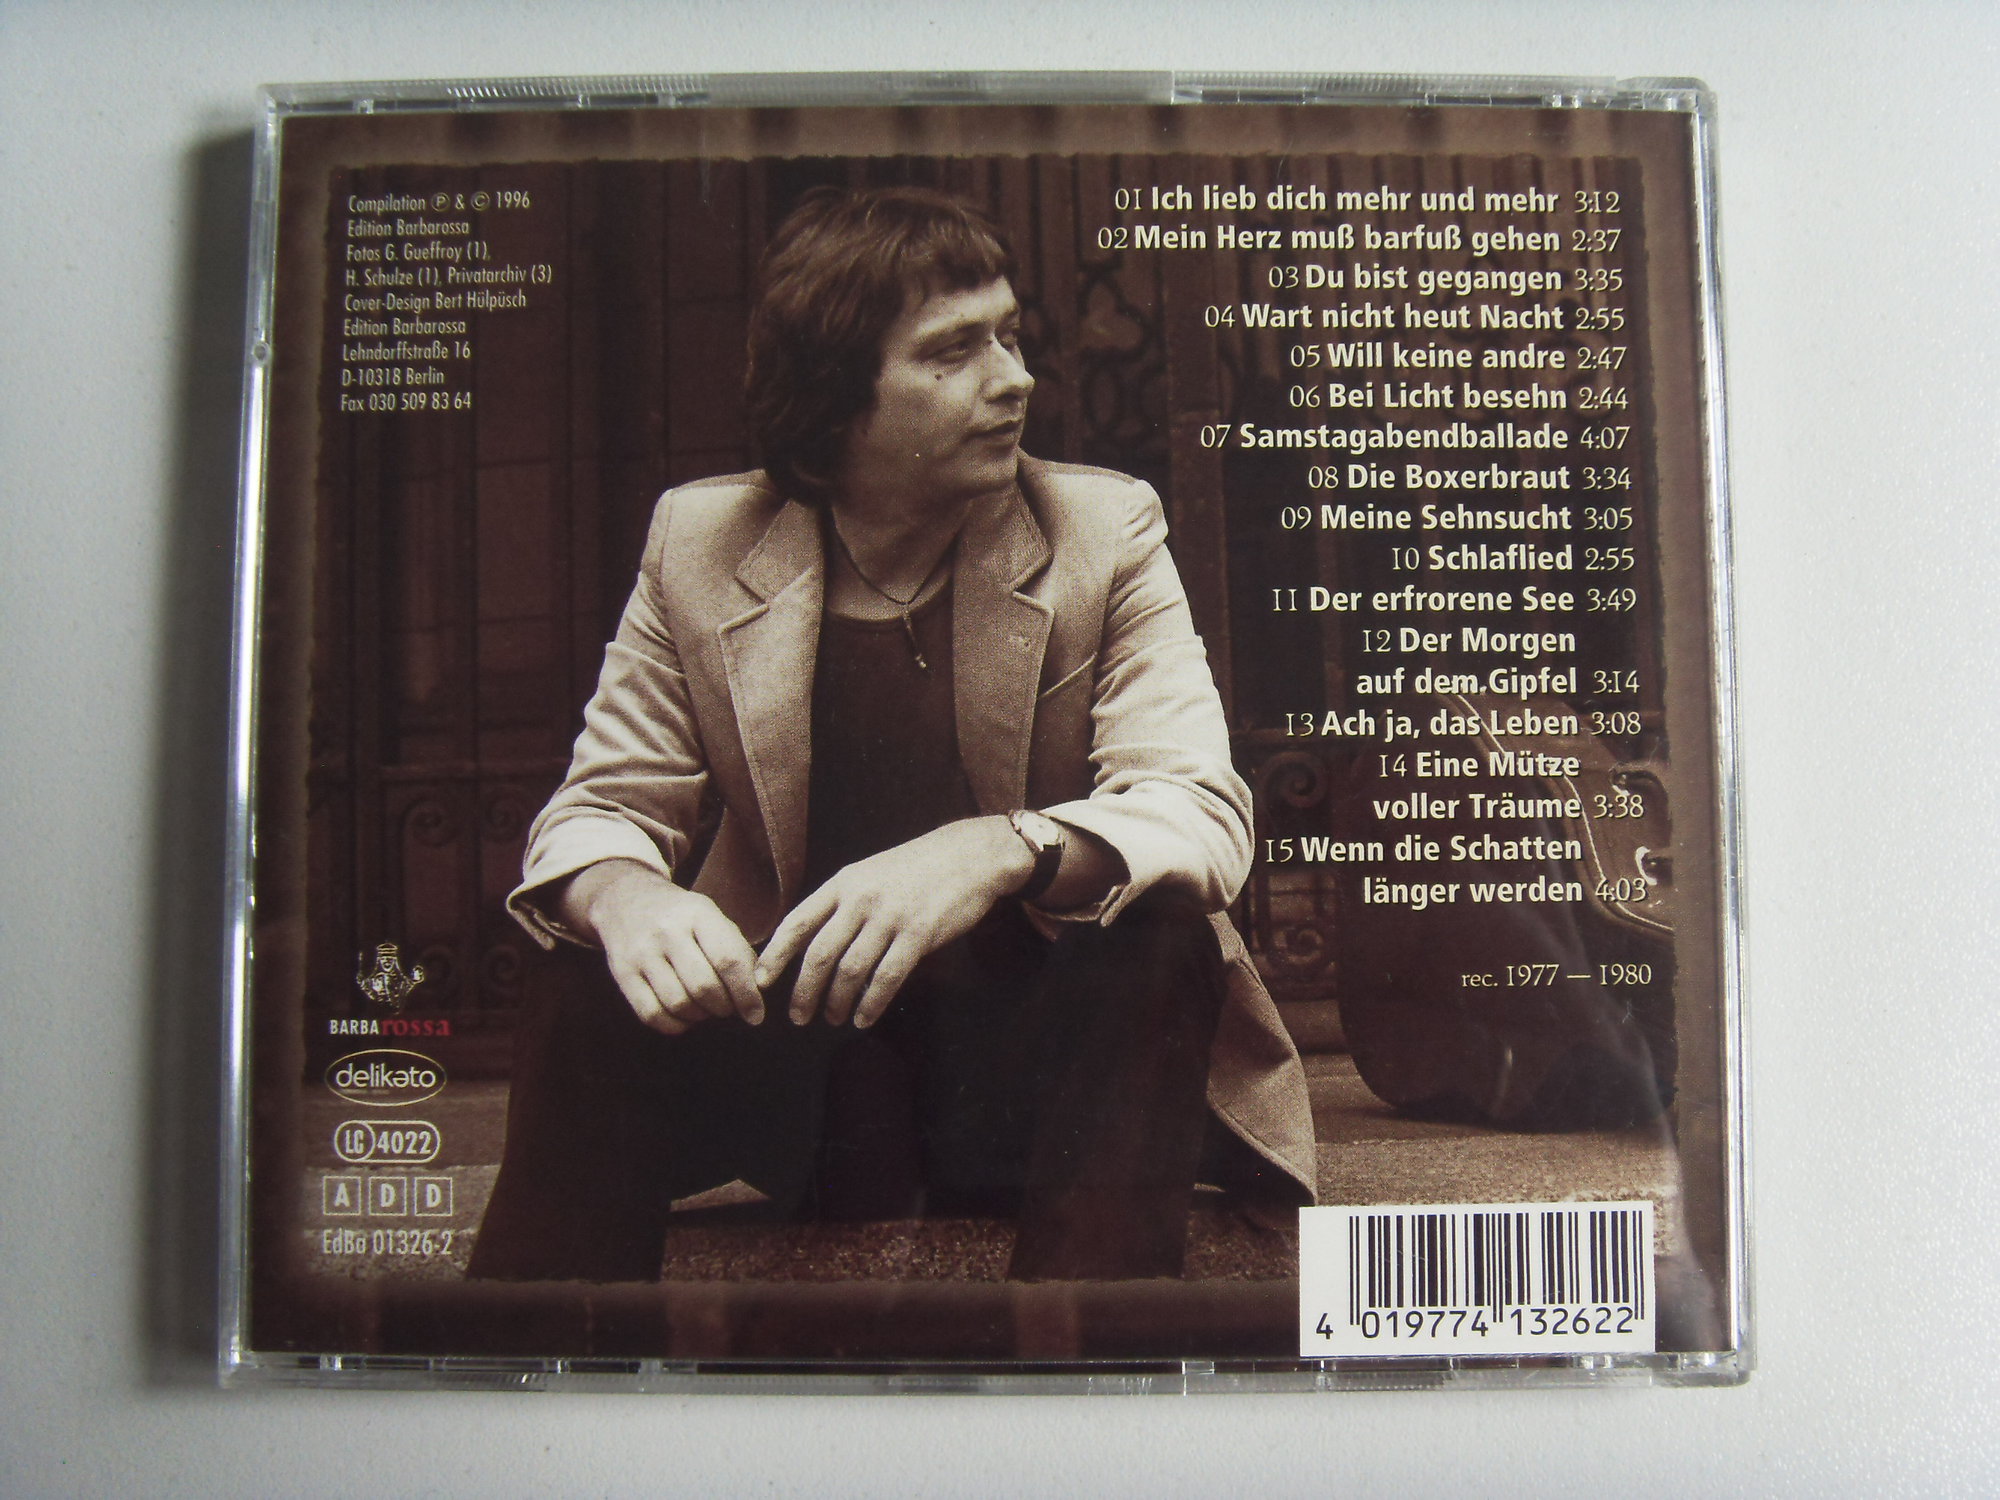 Compilation ℗ & © 1996
Edition Barbarossa
Fotos G. Gueffroy (1),
H. Schulze (1), Privatarchiv (3)
Cover-Design Bert Hülpüsch
Edition Barbarossa
Lehndorffstraße 16
D-10318 Berlin
Fax 030 509 83 64
01 Ich lieb dich mehr und mehr 3:12
02 Mein Herz muß barfuß gehen 2:37
03 Du bist gegangen 3:35
04 Wart nicht heut Nacht 2:55
05 Will keine andre 2:47
06 Bei Licht besehn 2:44
07 Samstagabendballade 4:07
08 Die Boxerbraut 3:34
09 Meine Sehnsucht 3:05
10 Schlaflied 2:55
11 Der erfrorene See 3:49
12 Der Morgen
auf dem Gipfel 3:14
13 Ach ja, das Leben 3:08
14 Eine Mütze
voller Träume 3:38
15 Wenn die Schatten
länger werden 4:03
rec. 1977 — 1980
BARBArossa
delikato
LC 4022
A D D
EdBa 01326-2
4 019774 132622